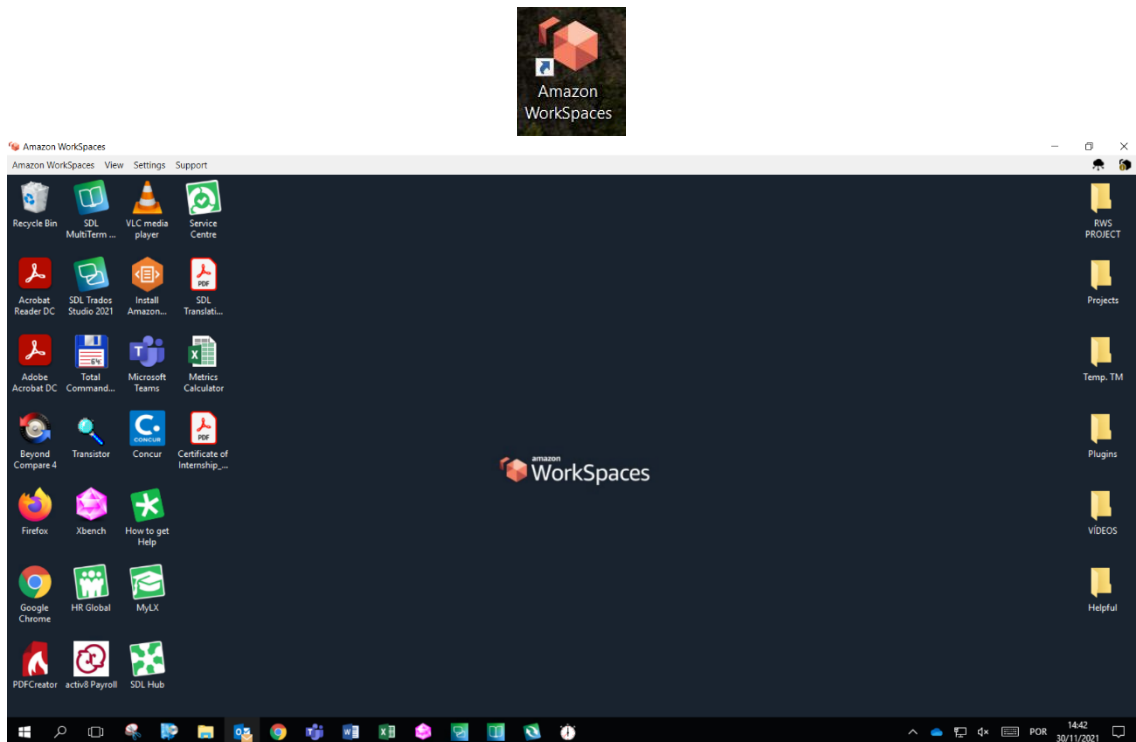 Amazon
WorkSpaces
Amazon WorkSpaces
Amazon WorkSpaces View Settings Support
Recycle Bin
SDL
MultiTerm ...
VLC media
player
Service
Centre
RWS
PROJECT
Acrobat
Reader DC
SDL Trados
Studio 2021
Install
Amazon...
PDF
SDL
Translati...
Projects
Adobe
Acrobat DC
64
Total
Command...
Microsoft
Teams
Metrics
Calculator
Temp. TM
Beyond
Compare 4
Transistor
C.
CONCUR
Concur
PDF
Certificate of
Internship_...
Plugins
amazon
WorkSpaces
Firefox
Xbench
How to get
Help
VÍDEOS
Google
Chrome
HR Global
MyLX
Helpful
PDFCreator
activ8 Payroll
SDL Hub
POR
14:42
30/11/2021